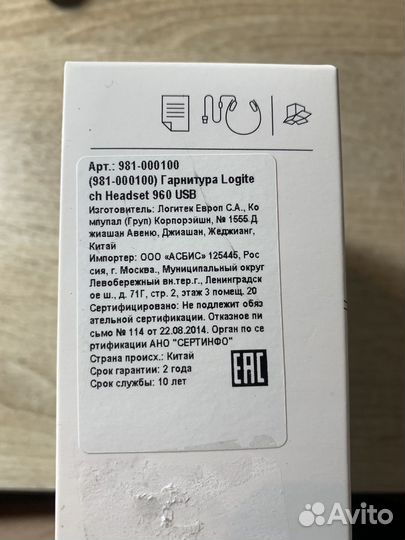 Арт.: 981-000100
(981-000100) Гарнитура Logite
ch Headset 960 USB
Изготовитель: Логитек Европ С.А., Ко
мпупал (Груп) Корпорэйшн, № 1555 Д
жиашан Авеню, Джиашан, Жеджианг,
Китай
Импортер: ООО «АСБИС» 125445, Рос
сия, г. Москва., Муниципальный округ
Левобережный вн.тер.г., Ленинградск
ое ш., д. 71Г, стр. 2, этаж 3 помещ. 20
Сертифицировано: Не подлежит обяз
ательной сертификации. Отказное пи
сьмо № 114 от 22.08.2014. Орган по се
ртификации АНО "СЕРТИНФО"
Страна происх.: Китай
Срок гарантии: 2 года
Срок службы: 10 лет
ЕАС
Avito